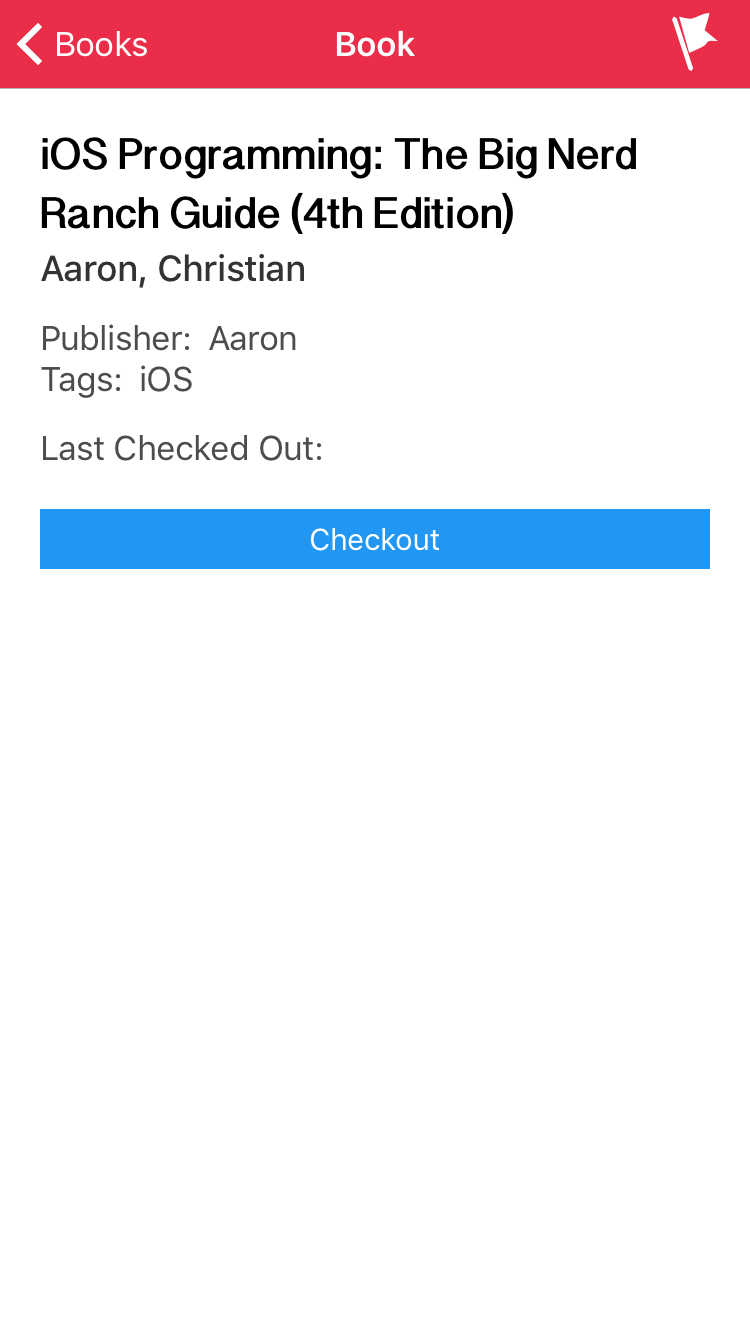 Books
Book
iOS Programming: The Big Nerd
Ranch Guide (4th Edition)
Aaron, Christian
Publisher: Aaron
Tags: iOS
Last Checked Out:
Checkout